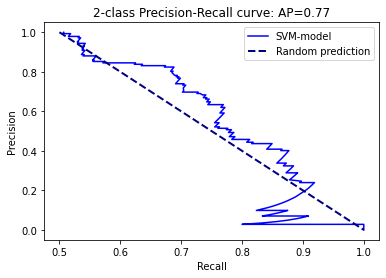 2-class Precision-Recall curve: AP=0.77
SVM-model
Random prediction
Precision
1.0
0.8
0.6
0.4
0.2
0.0
0.5
0.6
0.7
0.8
0.9
1.0
Recall